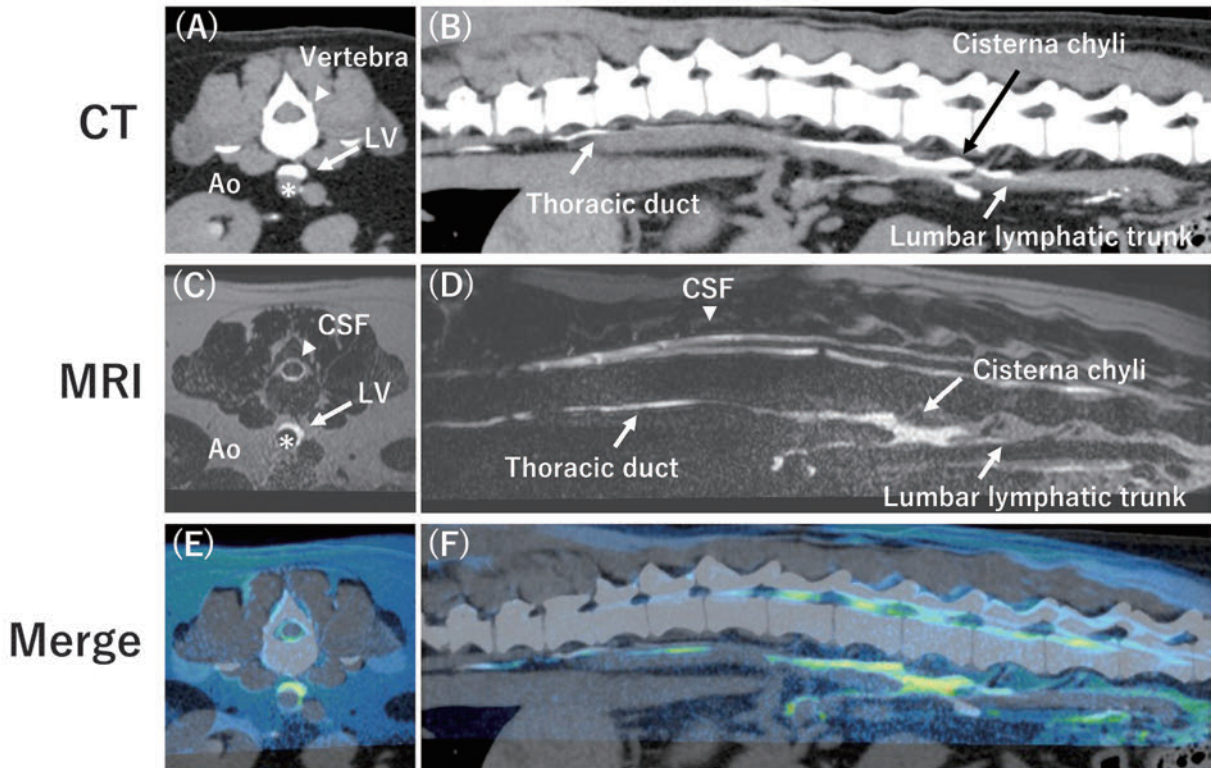 CT
(A)
Vertebra
LV
Ao
*
(B)
Cisterna chyli
Thoracic duct
Lumbar lymphatic trunk
MRI
(C)
CSF
LV
Ao
*
(D)
CSF
Cisterna chyli
Thoracic duct
Lumbar lymphatic trunk
Merge
(E)
(F)